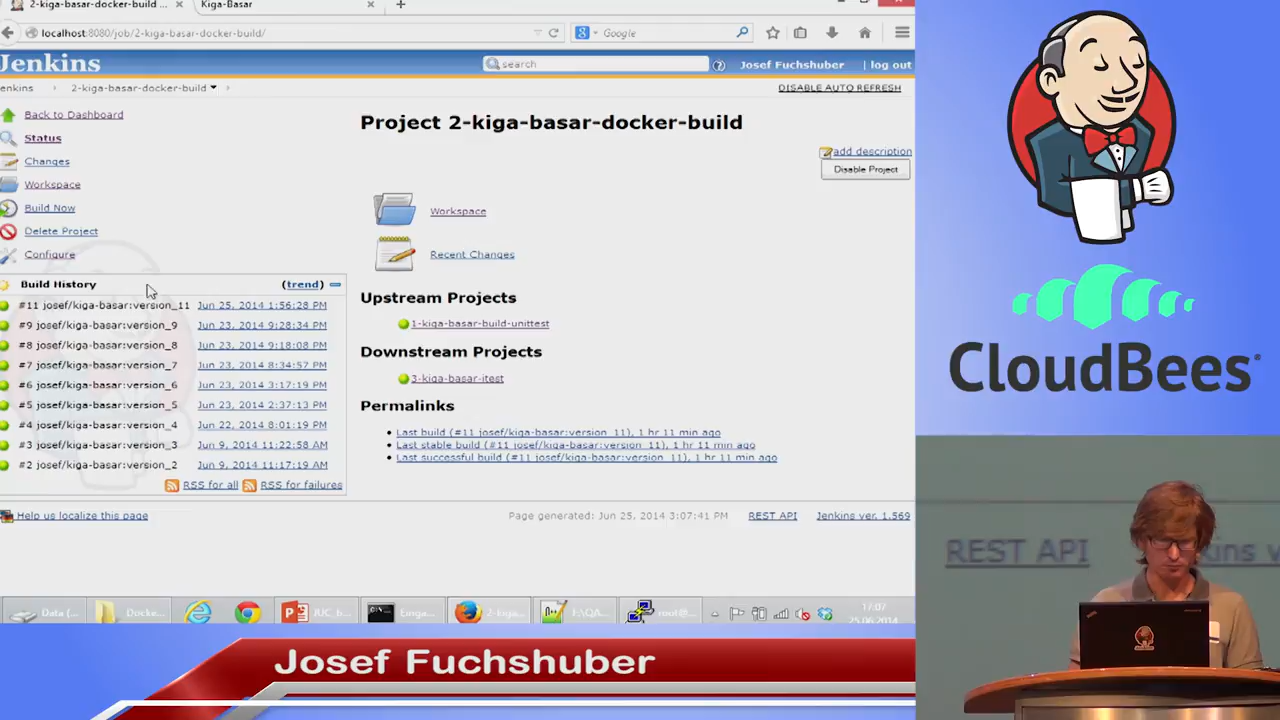 2-kiga-basar-docker-build ...
Kiga-Basar
localhost:8080/job/2-kiga-basar-docker-build/
Google
Jenkins
search
Josef Fuchshuber
| log out
enkins
2-kiga-basar-docker-build
DISABLE AUTO REFRESH
Back to Dashboard
Status
Changes
Workspace
Build Now
Delete Project
Configure
Project 2-kiga-basar-docker-build
add description
Disable Project
Workspace
Recent Changes
Build History (trend)
#11 josef/kiga-basar:version_11 Jun 25, 2014 1:56:28 PM
#9 josef/kiga-basar:version_9 Jun 23, 2014 9:28:34 PM
#8 josef/kiga-basar:version_8 Jun 23, 2014 9:18:08 PM
#7 josef/kiga-basar:version_7 Jun 23, 2014 8:34:57 PM
#6 josef/kiga-basar:version_6 Jun 23, 2014 3:17:19 PM
#5 josef/kiga-basar:version_5 Jun 23, 2014 2:37:13 PM
#4 josef/kiga-basar:version_4 Jun 22, 2014 8:01:19 PM
#3 josef/kiga-basar:version_3 Jun 9, 2014 11:22:58 AM
#2 josef/kiga-basar:version_2 Jun 9, 2014 11:17:19 AM
RSS for all RSS for failures
Upstream Projects
1-kiga-basar-build-unittest
Downstream Projects
3-kiga-basar-itest
Permalinks
Last build (#11 josef/kiga-basar:version_11), 1 hr 11 min ago
Last stable build (#11 josef/kiga-basar:version_11), 1 hr 11 min ago
Last successful build (#11 josef/kiga-basar:version_11), 1 hr 11 min ago
Help us localize this page
Page generated: Jun 25, 2014 3:07:41 PM
REST API
Jenkins ver. 1.569
Data (...
Docke...
JUC_b...
Einga...
2-kiga...
root@...
17:07
25.06.2014
Josef Fuchshuber
CloudBees
REST API